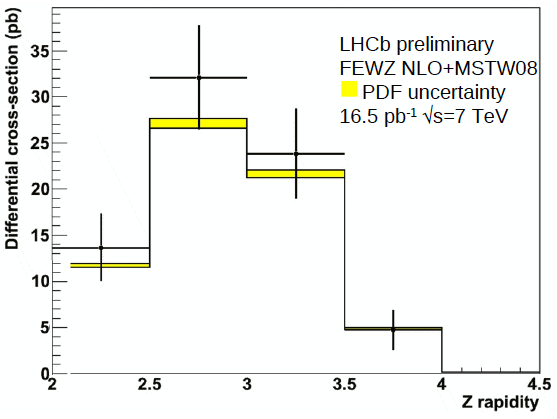 Differential cross-section (pb)
35
30
25
20
15
10
5
0
LHCb preliminary
FEWZ NLO+MSTW08
PDF uncertainty
16.5 pb⁻¹ √s=7 TeV
2 2.5 3 3.5 4 4.5
Z rapidity